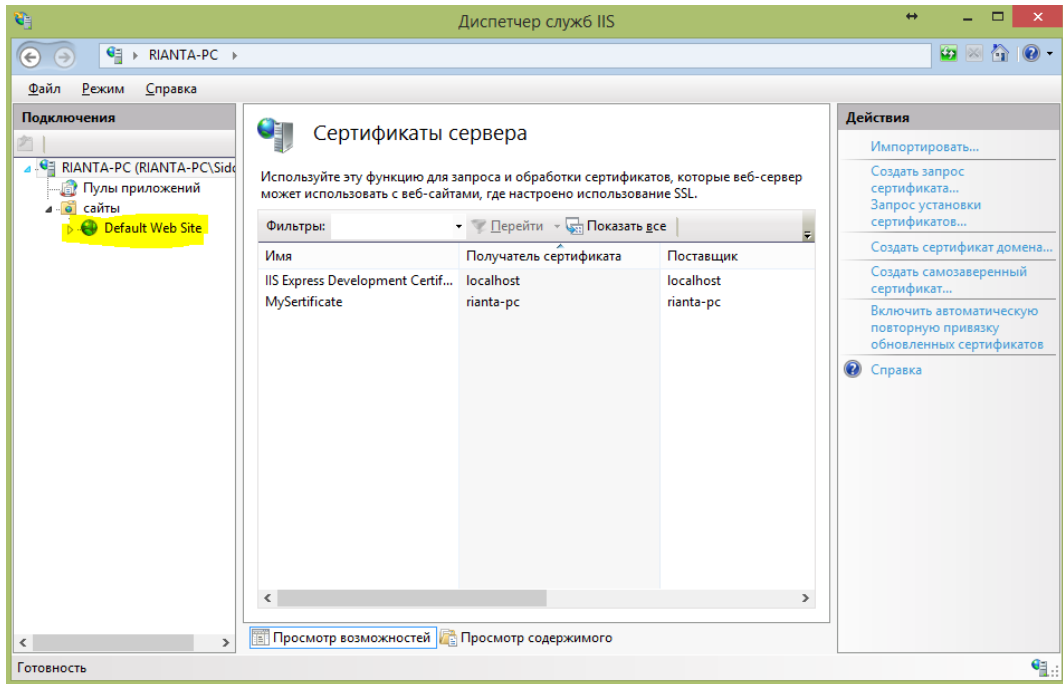 Диспетчер служб IIS
RIANTA-PC
Файл Режим Справка
Подключения
RIANTA-PC (RIANTA-PC\Sido
Пулы приложений
сайты
Default Web Site
Сертификаты сервера
Используйте эту функцию для запроса и обработки сертификатов, которые веб-сервер
может использовать с веб-сайтами, где настроено использование SSL.
Фильтры: Перейти Показать все
Имя Получатель сертификата Поставщик
IIS Express Development Certif... localhost localhost
MySertificate rianta-pc rianta-pc
Просмотр возможностей Просмотр содержимого
Действия
Импортировать...
Создать запрос
сертификата...
Запрос установки
сертификатов...
Создать сертификат домена...
Создать самозаверенный
сертификат...
Включить автоматическую
повторную привязку
обновленных сертификатов
Справка
Готовность